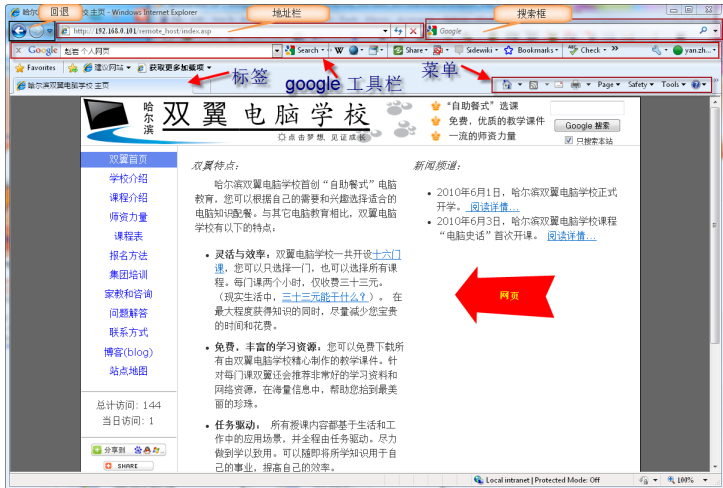 哈尔
回退
校 主页 - Windows Internet Explorer
地址栏
搜索框
http://192.168.0.101/remote_host/index.asp
Google
Google
赵岩 个人网页
Search
W
Share
Sidewiki
Bookmarks
Check
yan.zh...
Favorites
建议网站
获取更多加载项
哈尔滨双翼电脑学校 主页
标签
google 工具栏
菜单
Page
Safety
Tools
哈尔滨
双翼电脑学校
点击梦想，见证成长
“自助餐式”选课
免费，优质的教学课件
一流的师资力量
Google 搜索
只搜索本站
双翼首页
学校介绍
课程介绍
师资力量
课程表
报名方法
集团培训
家教和咨询
问题解答
联系方式
博客(blog)
站点地图
总计访问: 144
当日访问: 1
分享到
SHARE
双翼特点:
哈尔滨双翼电脑学校首创“自助餐式”电脑
教育，您可以根据自己的需要和兴趣选择适合的
电脑知识配餐。与其它电脑教育相比，双翼电脑
学校有以下的特点:
• 灵活与效率: 双翼电脑学校一共开设十六门
课，您可以只选择一门，也可以选择所有课
程。每门课两个小时，仅收费三十三元。
（现实生活中，三十三元能干什么？）。 在
最大程度获得知识的同时，尽量减少您宝贵
的时间和花费。
• 免费，丰富的学习资源: 您可以免费下载所
有由双翼电脑学校精心制作的教学课件。针
对每门课双翼还会推荐非常好的学习资料和
网络资源，在海量信息中，帮助您拾到最美
丽的珍珠。
• 任务驱动: 所有授课内容都基于生活和工
作中的应用场景，并全程由任务驱动。尽力
做到学以致用。可以随即将所学知识用于自
己的事业，提高自己的效率。
新闻频道:
• 2010年6月1日，哈尔滨双翼电脑学校正式
开学。 阅读详情...
• 2010年6月3日，哈尔滨双翼电脑学校课程
“电脑史话”首次开课。 阅读详情...
网页
Local intranet | Protected Mode: Off
100%